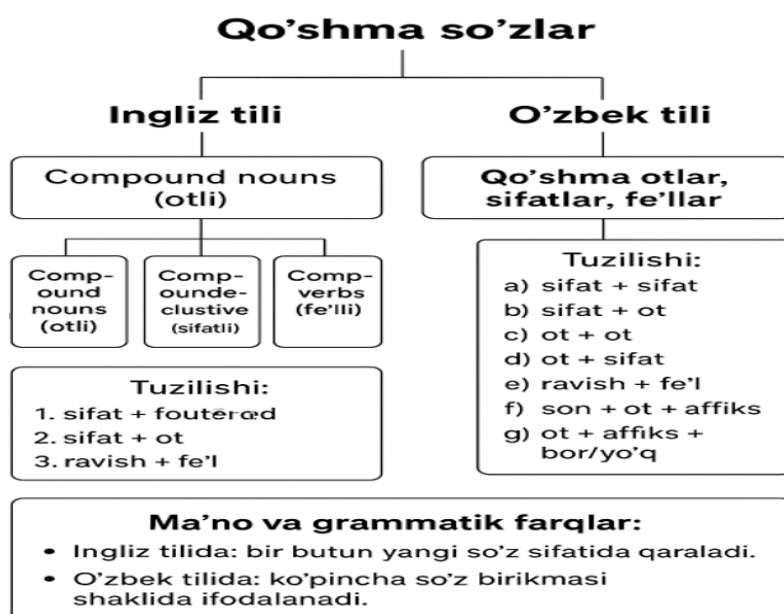 Qo’shma so’zlar
Ingliz tili
O’zbek tili
Compound nouns
(otli)
Qo’shma otlar,
sifatlar, fe’llar
Comp-
ound
nouns
(otli)
Comp-
ounde-
clustive
(sifatli)
Comp-
verbs
(fe’lli)
Tuzilishi:
1. sifat +
2. sifat + ot
3. ravish + fe’l
Tuzilishi:
a) sifat + sifat
b) sifat + ot
c) ot + ot
d) ot + sifat
e) ravish + fe’l
f) son + ot + affiks
g) ot + affiks +
bor/yo’q
Ma’no va grammatik farqlar:
• Ingliz tilida: bir butun yangi so’z sifatida qaraladi.
• O’zbek tilida: ko’pincha so’z birikmasi
shaklida ifodalanadi.